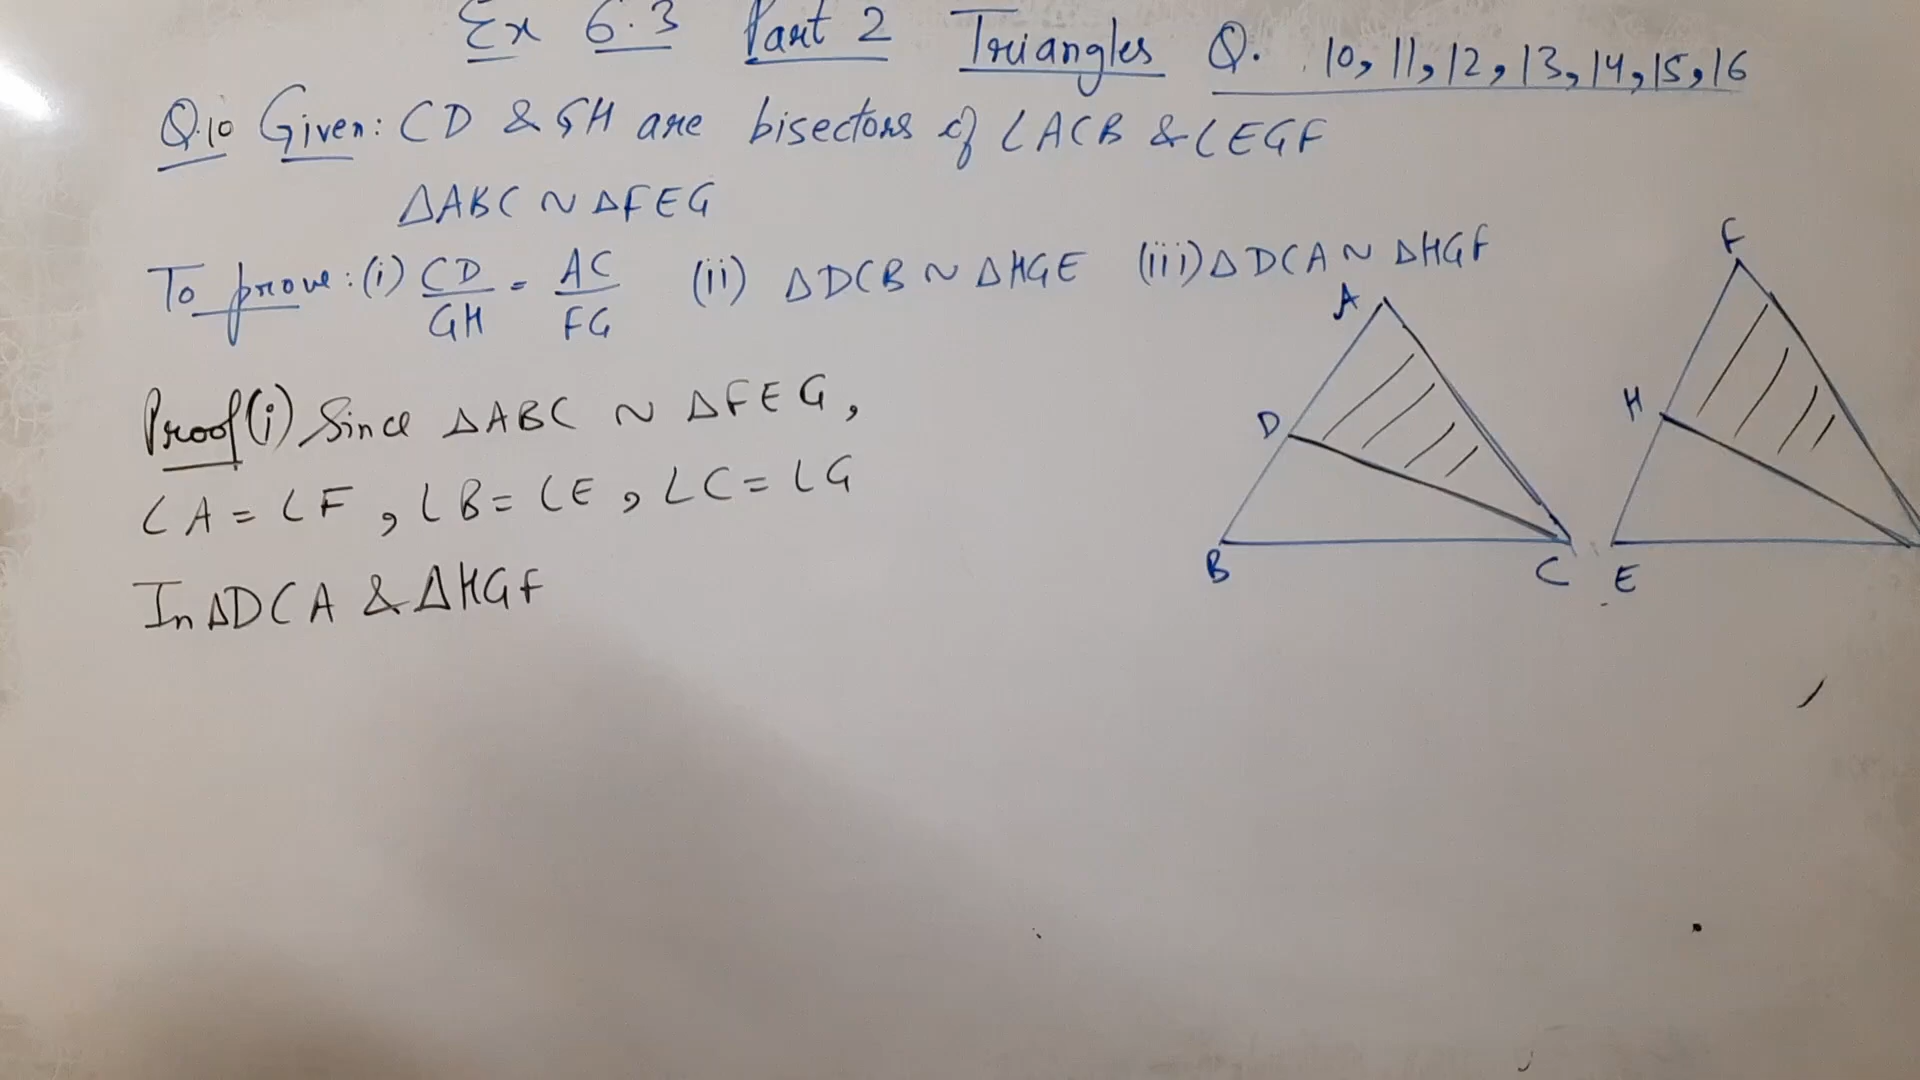 Ex 6.3 Part 2 Triangles Q. 10, 11, 12, 13, 14, 15, 16
Q.10 Given: CD & GH are bisectors of ∠ACB & ∠EGF
ΔABC ~ ΔFEG
To prove: (i) CD/GH = AC/FG (ii) ΔDCB ~ ΔHGE (iii) ΔDCA ~ ΔHGF
Proof (i) Since ΔABC ~ ΔFEG,
∠A = ∠F, ∠B = ∠E, ∠C = ∠G
In ΔDCA & ΔHGF
A
D
B
C
F
H
E